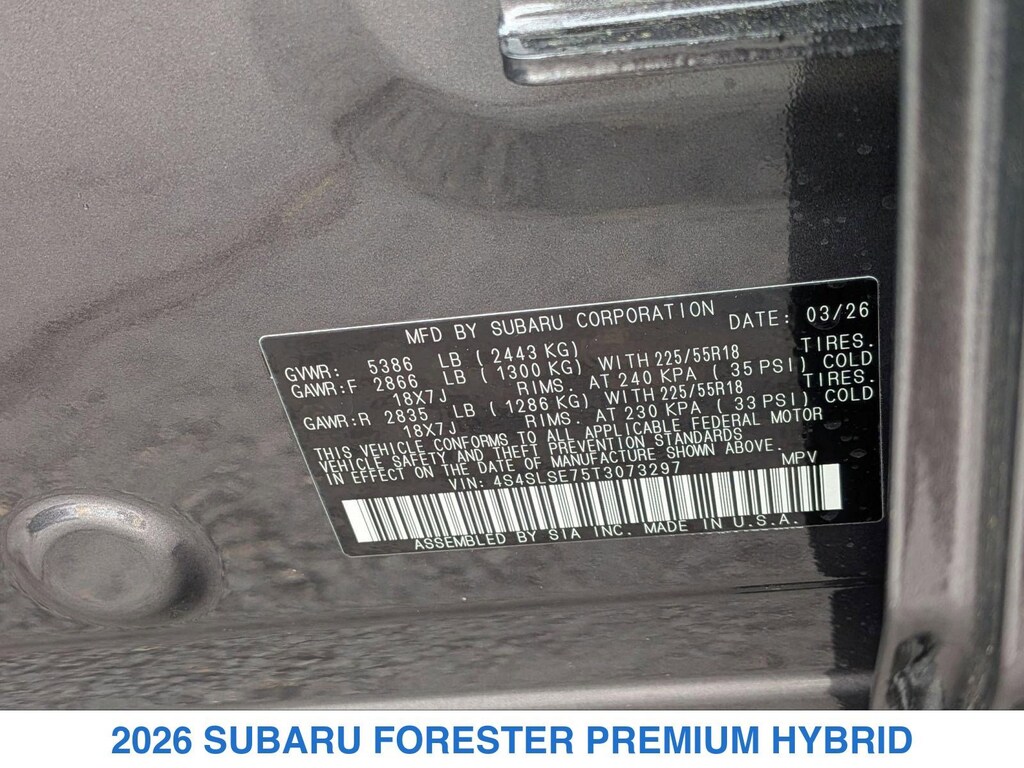 MFD BY SUBARU CORPORATION DATE: 03/26
GVWR: 5386 LB ( 2443 KG)
GAWR:F 2866 LB ( 1300 KG) WITH 225/55R18 TIRES.
18X7J RIMS. AT 240 KPA ( 35 PSI) COLD
GAWR:R 2835 LB ( 1286 KG) WITH 225/55R18 TIRES.
18X7J RIMS. AT 230 KPA ( 33 PSI) COLD
THIS VEHICLE CONFORMS TO ALL APPLICABLE FEDERAL MOTOR
VEHICLE SAFETY AND THEFT PREVENTION STANDARDS
IN EFFECT ON THE DATE OF MANUFACTURE SHOWN ABOVE.
VIN: 4S4SLSE75T3073297 MPV
ASSEMBLED BY SIA INC. MADE IN U.S.A.
2026 SUBARU FORESTER PREMIUM HYBRID